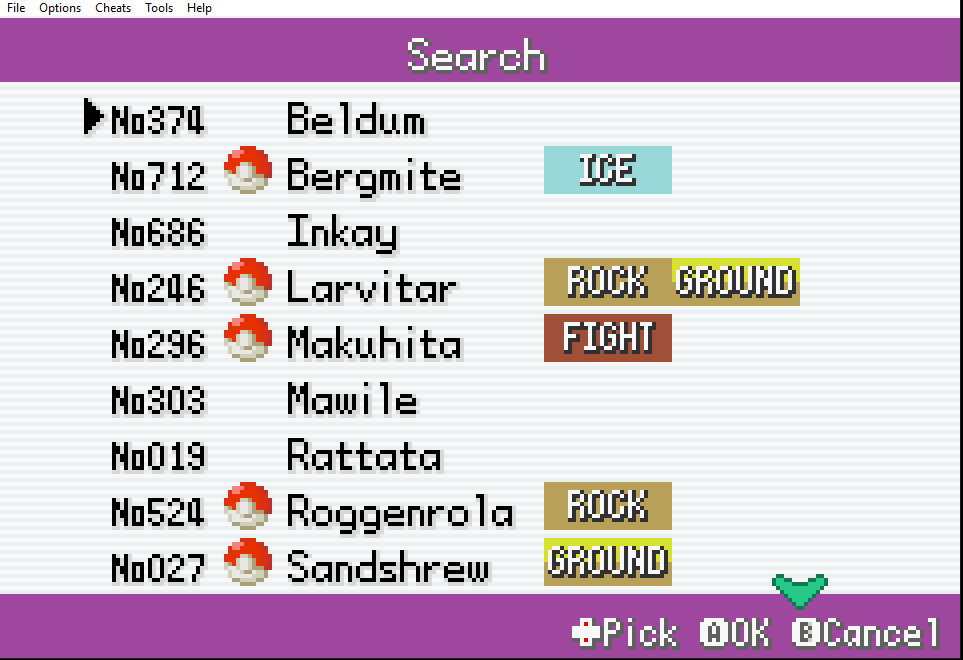 File Options Cheats Tools Help
Search
No374 Beldum
No712 Bergmite ICE
No686 Inkay
No246 Larvitar ROCK GROUND
No296 Makuhita FIGHT
No303 Mawile
No019 Rattata
No524 Roggenrola ROCK
No027 Sandshrew GROUND
Pick A OK B Cancel